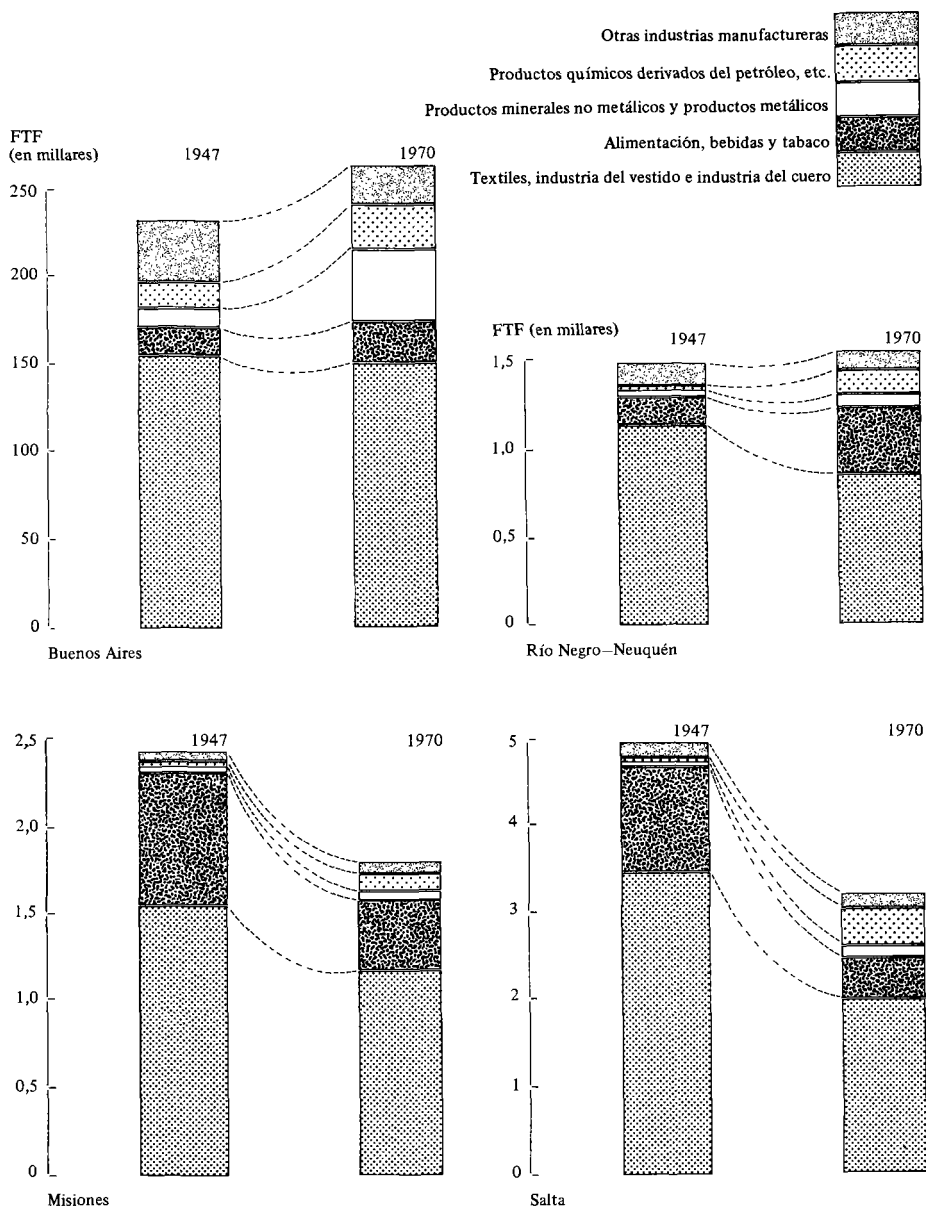 Otras industrias manufactureras
Productos químicos derivados del petróleo, etc.
Productos minerales no metálicos y productos metálicos
Alimentación, bebidas y tabaco
Textiles, industria del vestido e industria del cuero
FTF
(en millares)
1947
1970
250
200
150
100
50
0
Buenos Aires
FTF (en millares)
1947
1970
1,5
1,0
0,5
0
Río Negro—Neuquén
1947
1970
2,5
2,0
1,5
1,0
0,5
0
Misiones
1947
1970
5
4
3
2
1
0
Salta